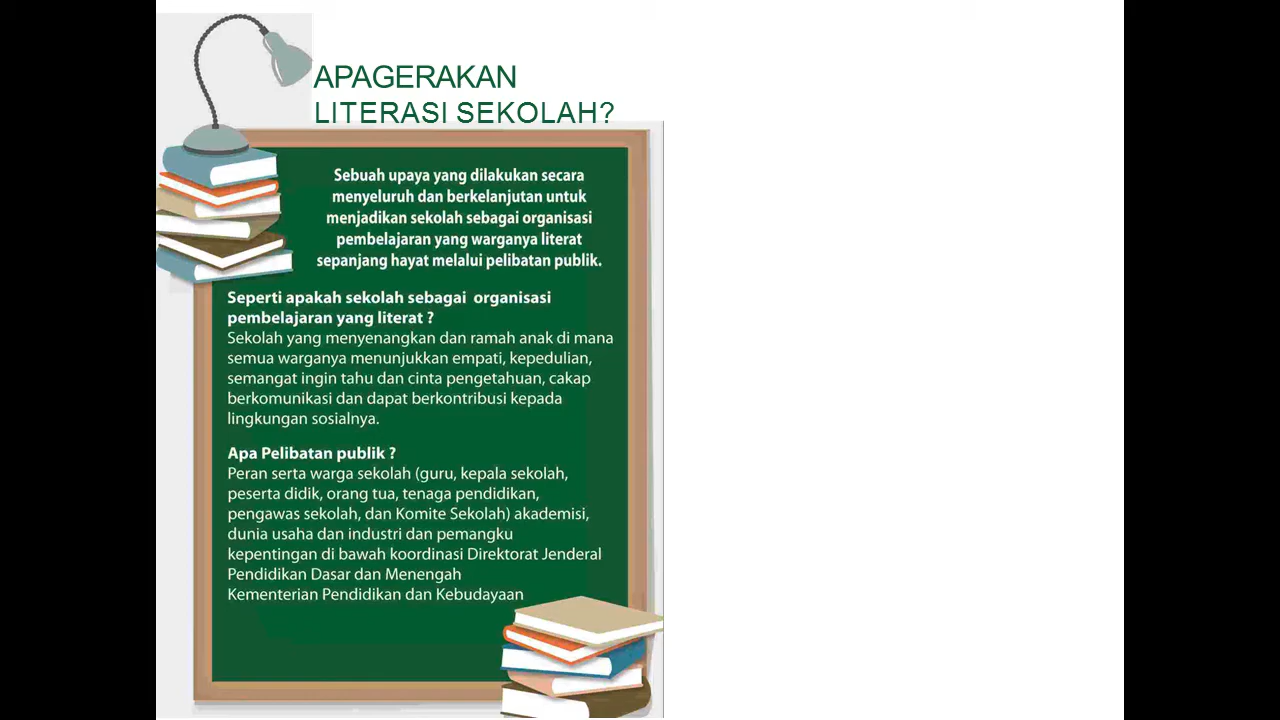 APAGERAKAN
LITERASI SEKOLAH?
Sebuah upaya yang dilakukan secara
menyeluruh dan berkelanjutan untuk
menjadikan sekolah sebagai organisasi
pembelajaran yang warganya literat
sepanjang hayat melalui pelibatan publik.
Seperti apakah sekolah sebagai organisasi
pembelajaran yang literat ?
Sekolah yang menyenangkan dan ramah anak di mana
semua warganya menunjukkan empati, kepedulian,
semangat ingin tahu dan cinta pengetahuan, cakap
berkomunikasi dan dapat berkontribusi kepada
lingkungan sosialnya.
Apa Pelibatan publik ?
Peran serta warga sekolah (guru, kepala sekolah,
peserta didik, orang tua, tenaga pendidikan,
pengawas sekolah, dan Komite Sekolah) akademisi,
dunia usaha dan industri dan pemangku
kepentingan di bawah koordinasi Direktorat Jenderal
Pendidikan Dasar dan Menengah
Kementerian Pendidikan dan Kebudayaan